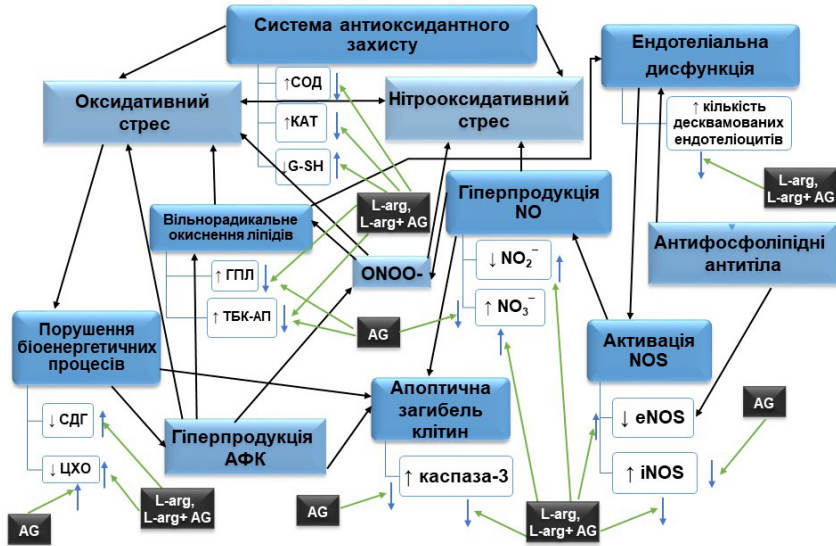 Система антиоксидантного
захисту
Ендотеліальна
дисфункція
Оксидативний
стрес
↑СОД
↑КАТ
↓G-SH
Нітрооксидативний
стрес
↑ кількість
десквамованих
ендотеліоцитів
L-arg,
L-arg+ AG
L-arg,
L-arg+ AG
Вільнорадикальне
окиснення ліпідів
Гіперпродукція
NO
Антифосфоліпідні
антитіла
↑ ГПЛ
↑ ТБК-АП
ONOO-
↓ NO₂⁻
↑ NO₃⁻
AG
Порушення
біоенергетичних
процесів
Активація
NOS
Апоптична
загибель
клітин
↓ СДГ
↓ ЦХО
Гіперпродукція
АФК
↓ eNOS
↑ iNOS
AG
↑ каспаза-3
AG
L-arg,
L-arg+ AG
AG
L-arg,
L-arg+ AG